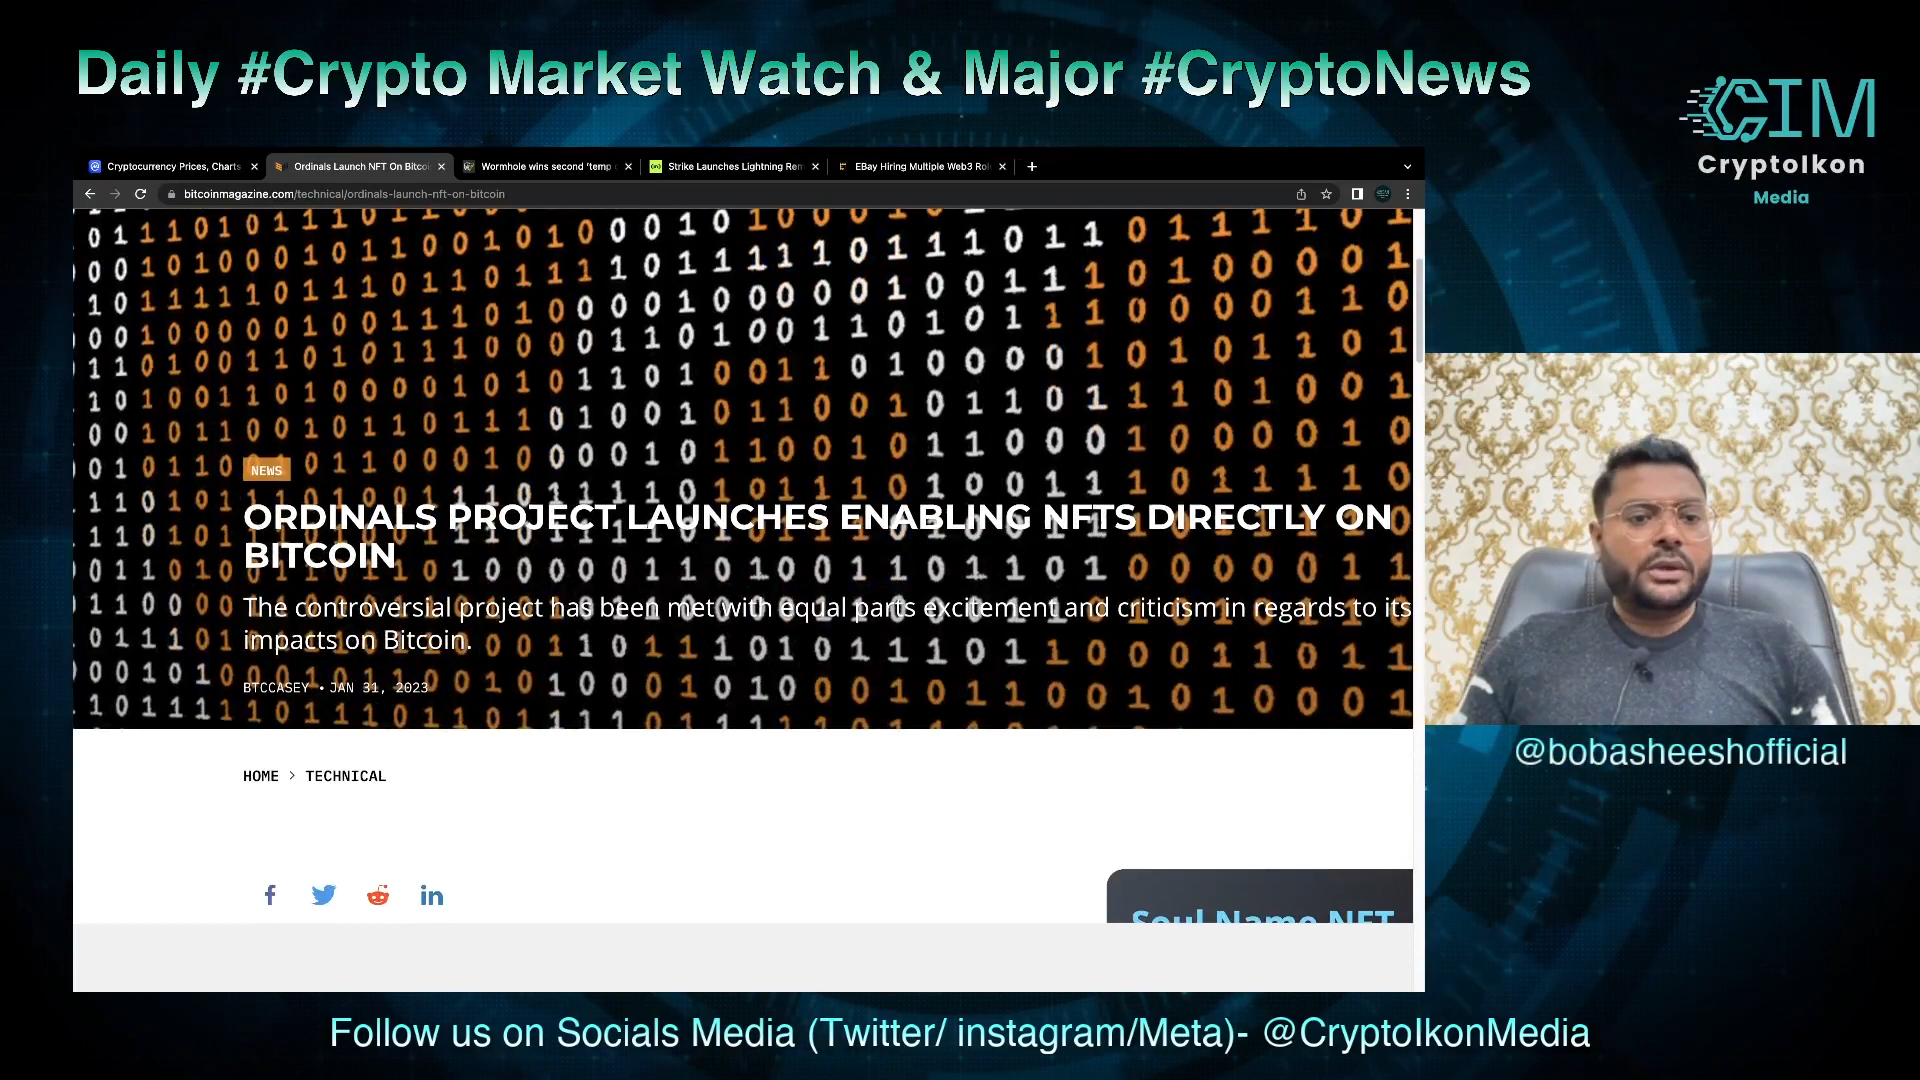 Daily #Crypto Market Watch & Major #CryptoNews
CIM
CryptoIkon
Media
Cryptocurrency Prices, Charts
Ordinals Launch NFT On Bitcoi
Wormhole wins second 'temp
Strike Launches Lightning Rem
EBay Hiring Multiple Web3 Rol
bitcoinmagazine.com/technical/ordinals-launch-nft-on-bitcoin
NEWS
ORDINALS PROJECT LAUNCHES ENABLING NFTS DIRECTLY ON
BITCOIN
The controversial project has been met with equal parts excitement and criticism in regards to its
impacts on Bitcoin.
BTCCASEY • JAN 31, 2023
HOME > TECHNICAL
Soul Name NFT
@bobasheeshofficial
Follow us on Socials Media (Twitter/ instagram/Meta)- @CryptoIkonMedia